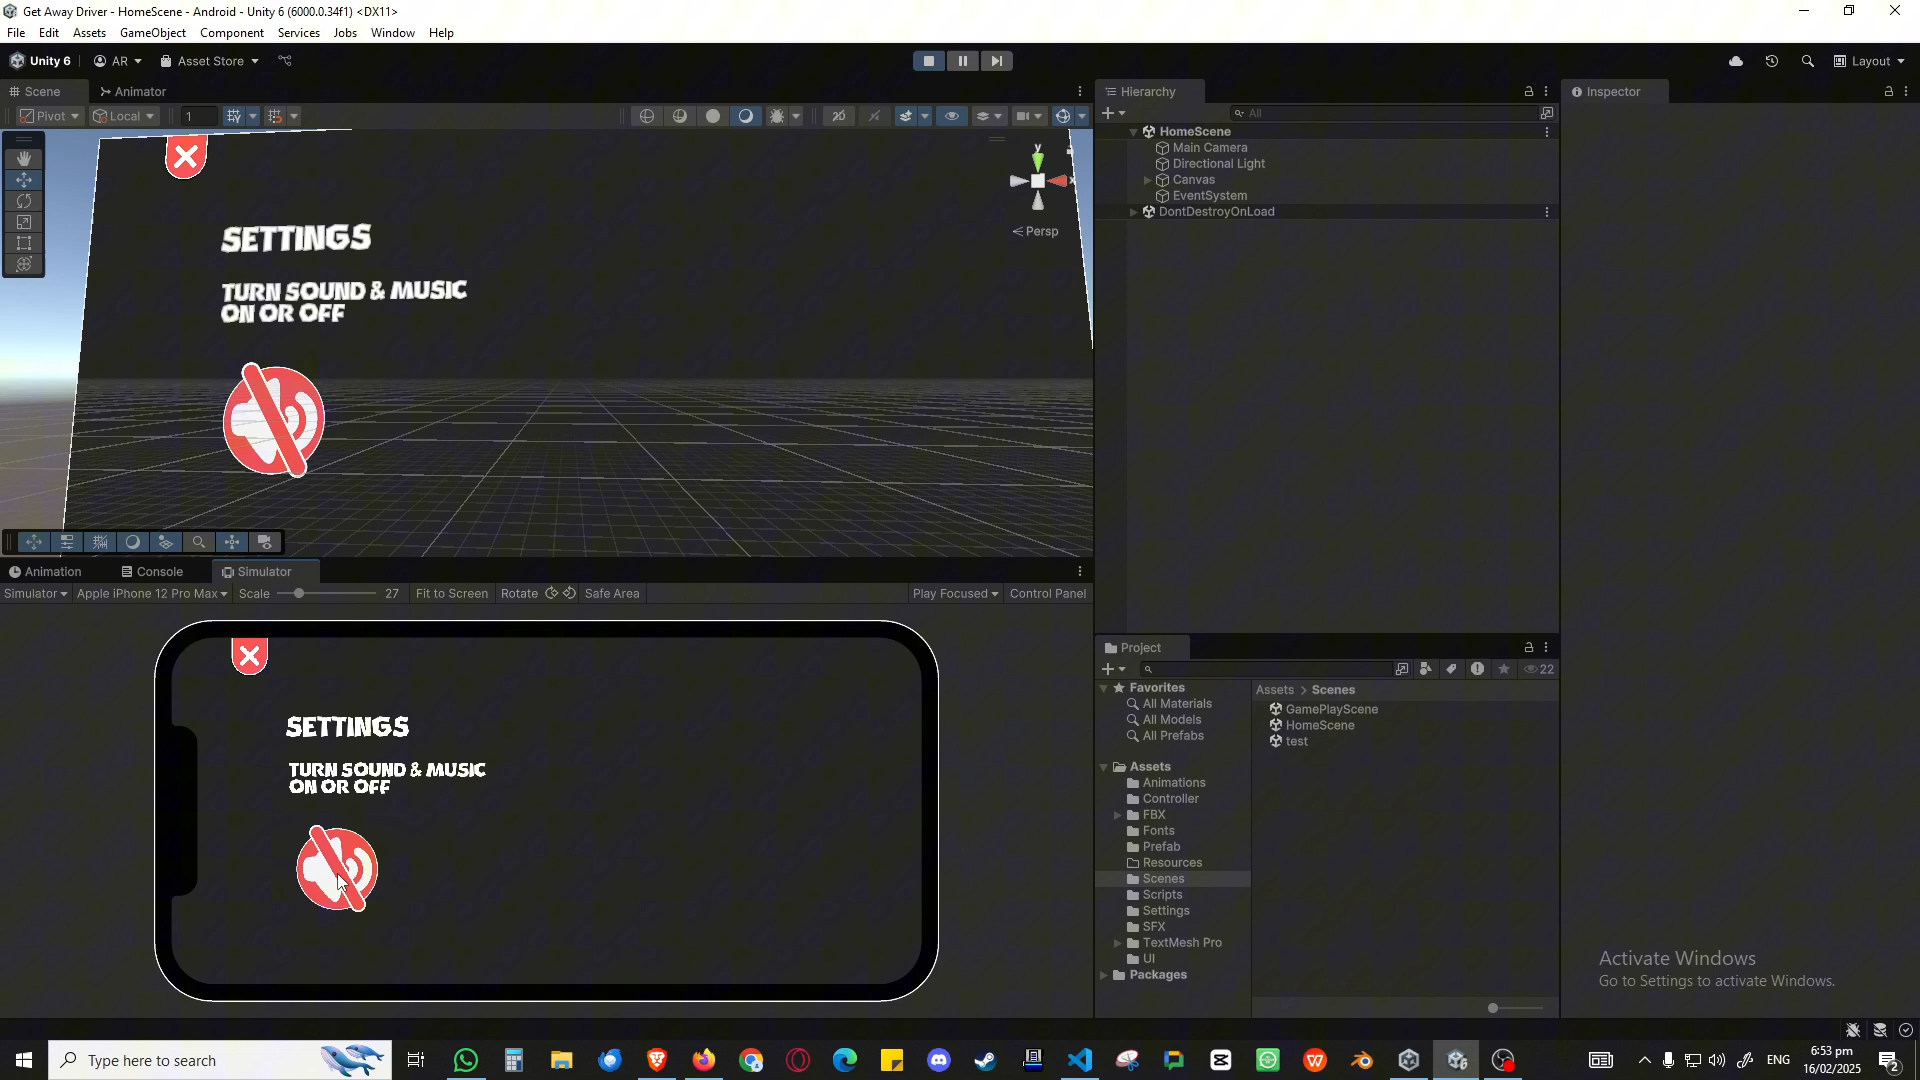 Get Away Driver - HomeScene - Android - Unity 6 (6000.0.34f1) <DX11>
File Edit Assets GameObject Component Services Jobs Window Help
Unity 6 AR Asset Store Layout
Scene Animator
Pivot Local 1
SETTINGS
TURN SOUND & MUSIC
ON OR OFF
y
x
Persp
Animation Console Simulator
Simulator Apple iPhone 12 Pro Max Scale 27 Fit to Screen Rotate Safe Area Play Focused Control Panel
SETTINGS
TURN SOUND & MUSIC
ON OR OFF
Hierarchy
All
HomeScene
Main Camera
Directional Light
Canvas
EventSystem
DontDestroyOnLoad
Inspector
Project
22
Favorites
All Materials
All Models
All Prefabs
Assets
Animations
Controller
FBX
Fonts
Prefab
Resources
Scenes
Scripts
Settings
SFX
TextMesh Pro
UI
Packages
Assets > Scenes
GamePlayScene
HomeScene
test
Activate Windows
Go to Settings to activate Windows.
Type here to search
ENG
6:53 pm
16/02/2025
2